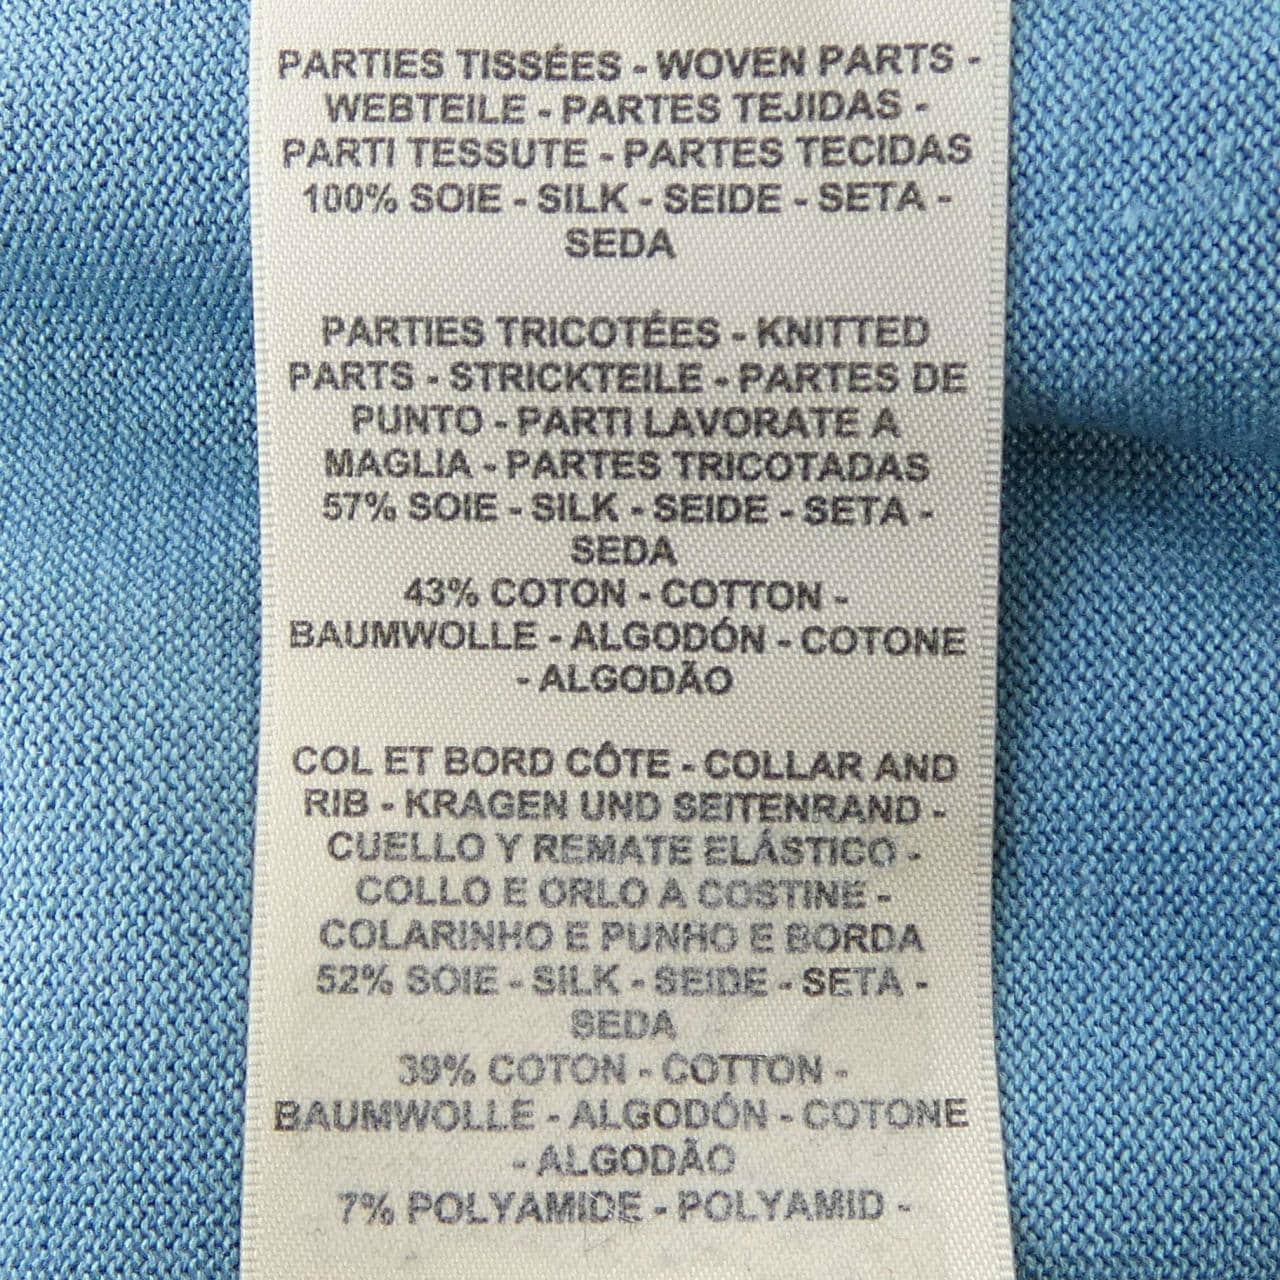 PARTIES TISSÉES - WOVEN PARTS -
WEBTEILE - PARTES TEJIDAS -
PARTI TESSUTE - PARTES TECIDAS
100% SOIE - SILK - SEIDE - SETA -
SEDA
PARTIES TRICOTÉES - KNITTED
PARTS - STRICKTEILE - PARTES DE
PUNTO - PARTI LAVORATE A
MAGLIA - PARTES TRICOTADAS
57% SOIE - SILK - SEIDE - SETA -
SEDA
43% COTON - COTTON -
BAUMWOLLE - ALGODÓN - COTONE
- ALGODÃO
COL ET BORD CÔTE - COLLAR AND
RIB - KRAGEN UND SEITENRAND -
CUELLO Y REMATE ELÁSTICO -
COLLO E ORLO A COSTINE -
COLARINHO E PUNHO E BORDA
52% SOIE - SILK - SEIDE - SETA -
SEDA
39% COTON - COTTON -
BAUMWOLLE - ALGODÓN - COTONE
- ALGODÃO
7% POLYAMIDE - POLYAMID -